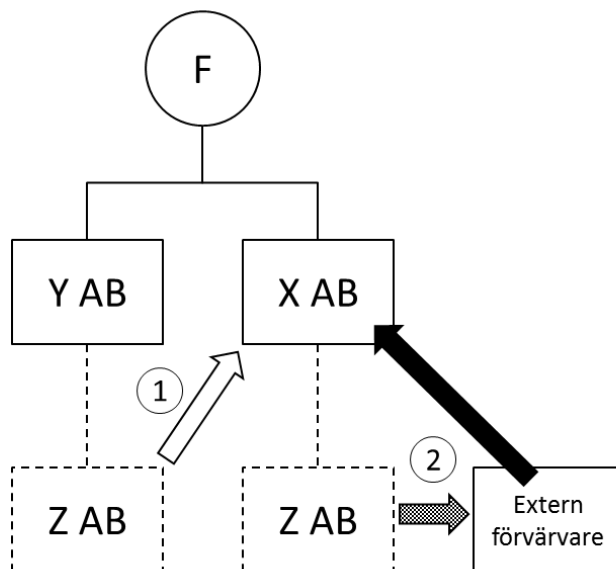 F
Y AB
X AB
1
2
Z AB
Z AB
Extern
förvärvare